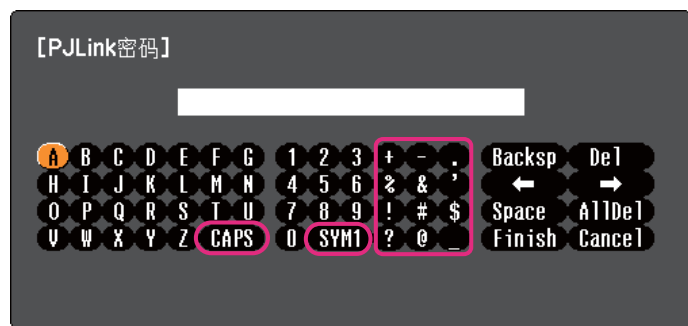 [PJLink密码]
A B C D E F G 1 2 3 + - . Backsp Del
H I J K L M N 4 5 6 % & ' ← →
O P Q R S T U 7 8 9 ! # $ Space AllDel
V W X Y Z CAPS 0 SYM1 ? @ _ Finish Cancel